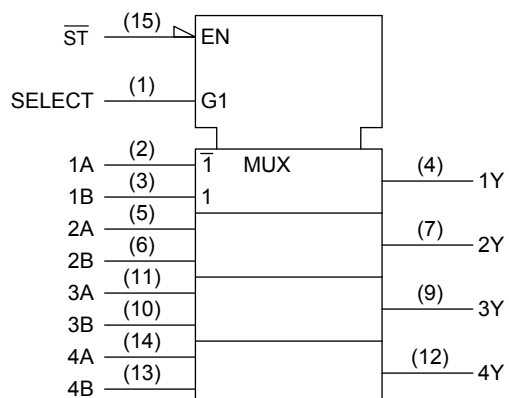 S̅T̅ (15) EN
SELECT (1) G1
1A (2) 1̅ MUX (4) 1Y
1B (3) 1
2A (5) (7) 2Y
2B (6)
3A (11) (9) 3Y
3B (10)
4A (14) (12) 4Y
4B (13)